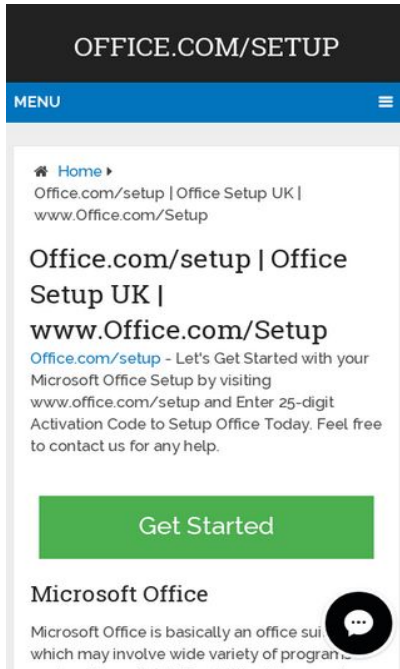 OFFICE.COM/SETUP
MENU
Home
Office.com/setup | Office Setup UK |
www.Office.com/Setup
Office.com/setup | Office
Setup UK |
www.Office.com/Setup
Office.com/setup - Let's Get Started with your
Microsoft Office Setup by visiting
www.office.com/setup and Enter 25-digit
Activation Code to Setup Office Today. Feel free
to contact us for any help.
Get Started
Microsoft Office
Microsoft Office is basically an office
which may involve wide variety of programs